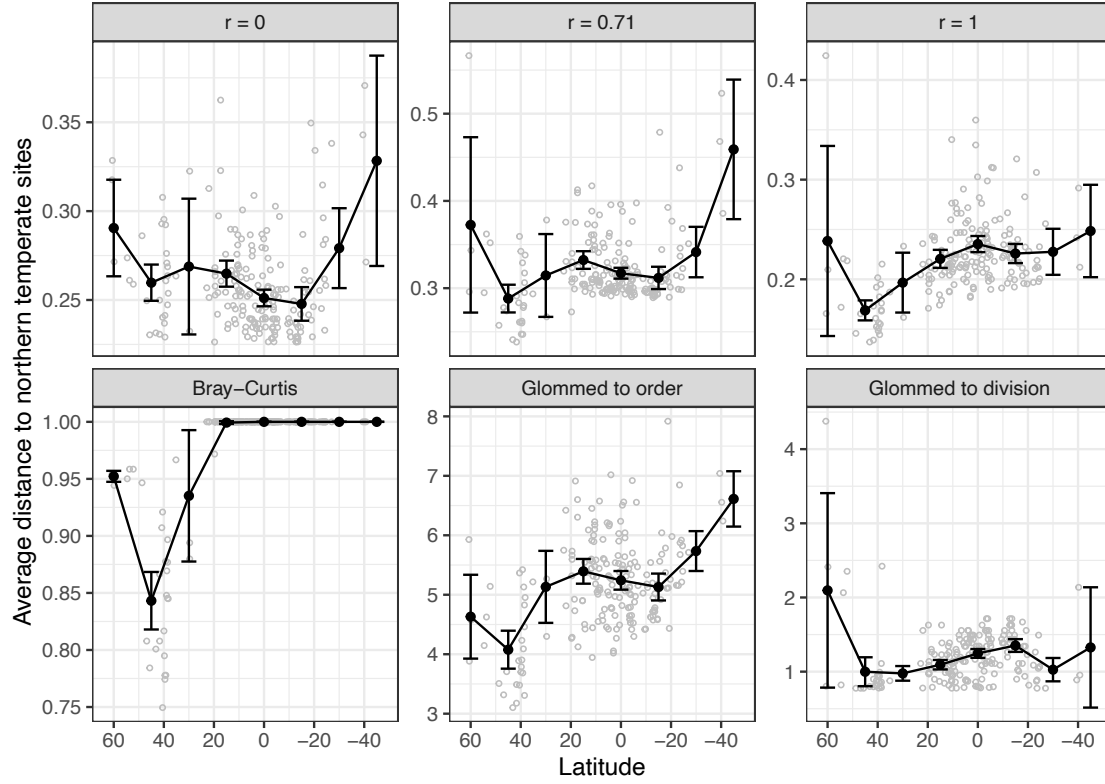 r = 0
r = 0.71
r = 1
0.35
0.30
0.25
0.5
0.4
0.3
0.4
0.3
0.2
Average distance to northern temperate sites
Bray−Curtis
Glommed to order
Glommed to division
1.00
0.95
0.90
0.85
0.80
0.75
8
7
6
5
4
3
4
3
2
1
60 40 20 0 −20 −40
60 40 20 0 −20 −40
60 40 20 0 −20 −40
Latitude